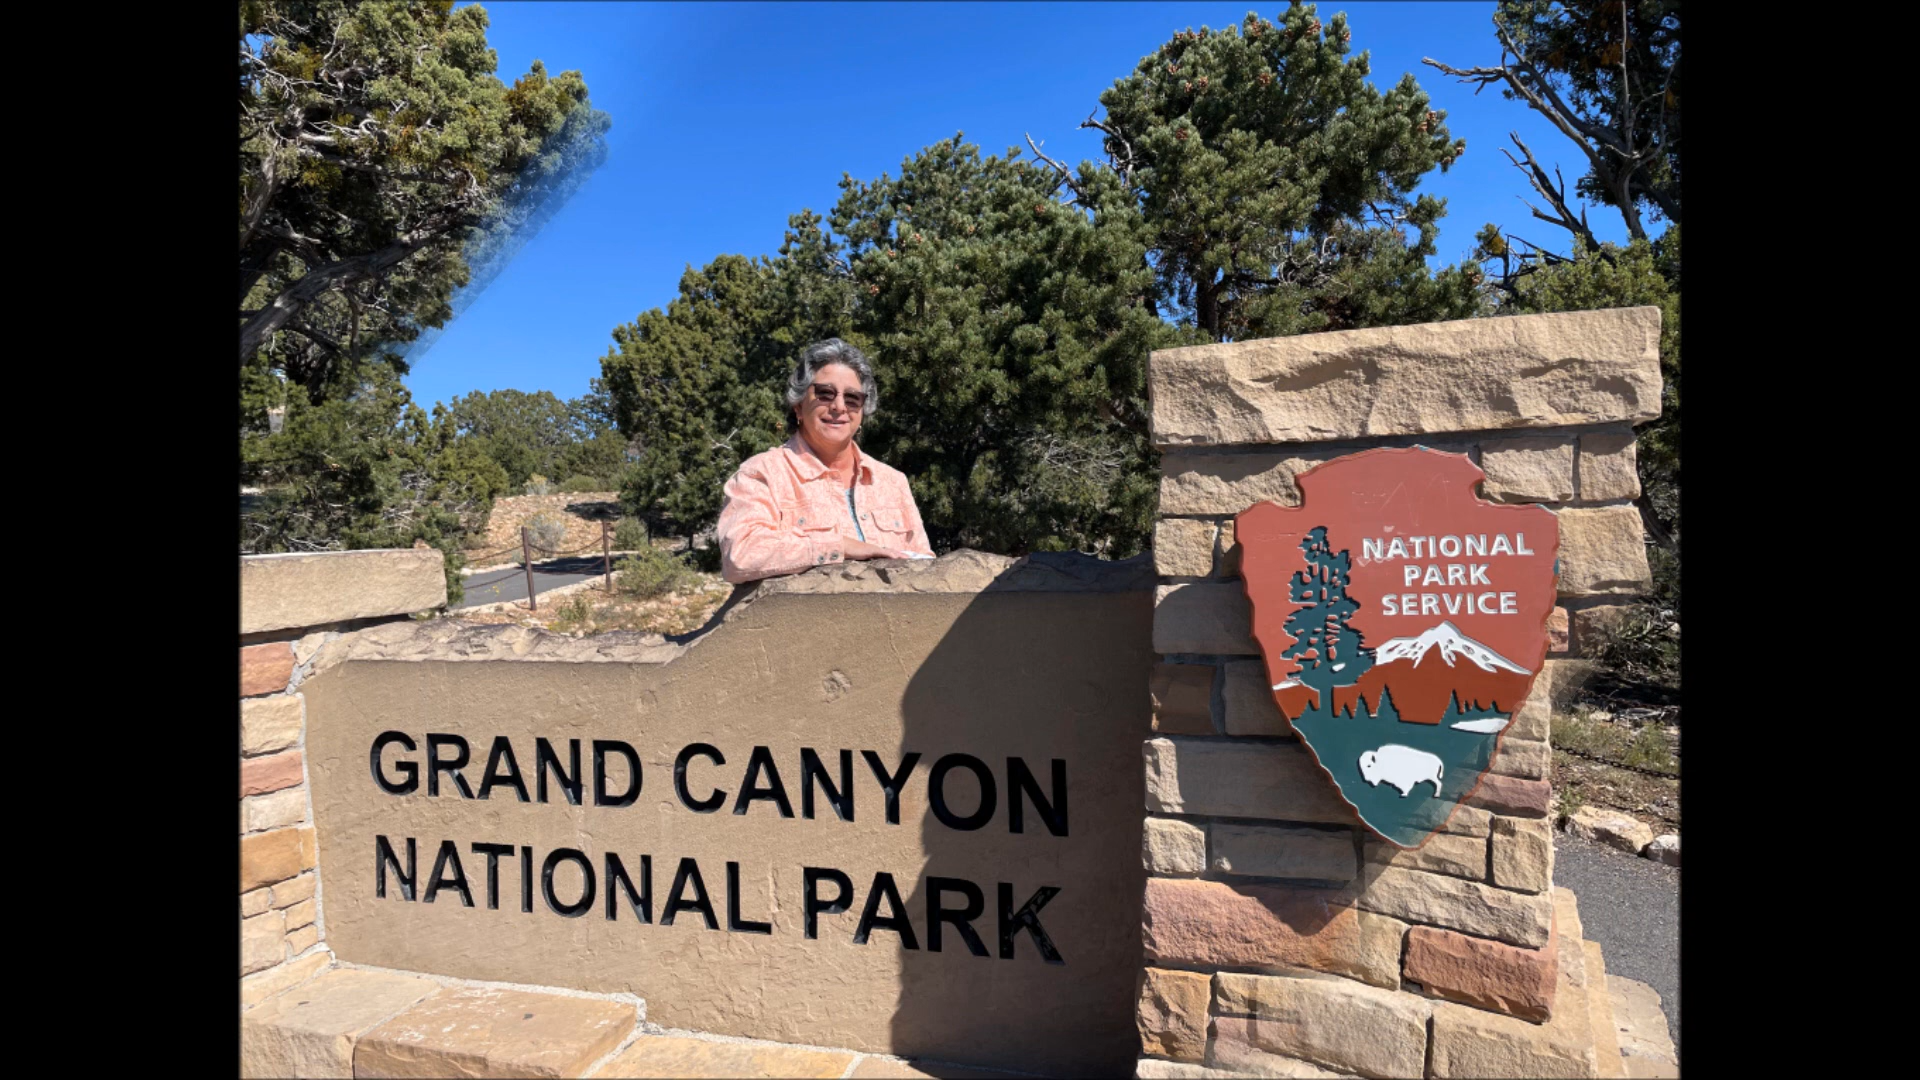 GRAND CANYON
NATIONAL PARK
NATIONAL
PARK
SERVICE